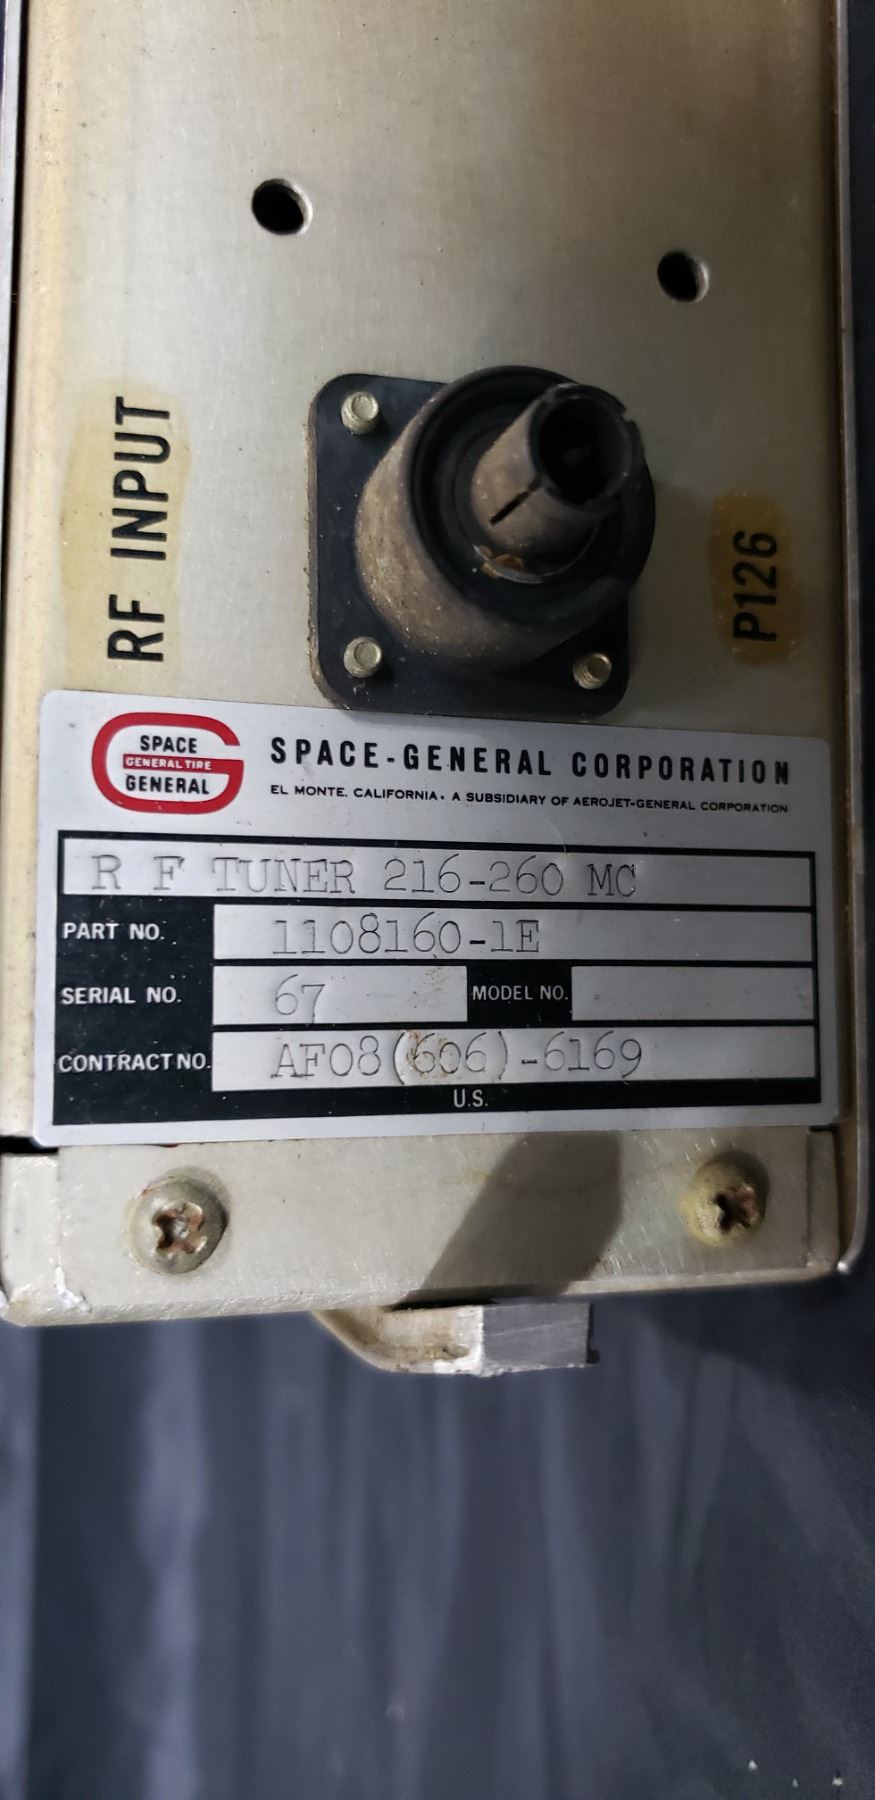 RF INPUT
P126
SPACE
GENERAL TIRE
GENERAL
SPACE-GENERAL CORPORATION
EL MONTE, CALIFORNIA. A SUBSIDIARY OF AEROJET-GENERAL CORPORATION
R F TUNER 216-260 MC
PART NO. 1108160-1E
SERIAL NO. 67 MODEL NO.
CONTRACT NO. AF08(606)-6169
U.S.